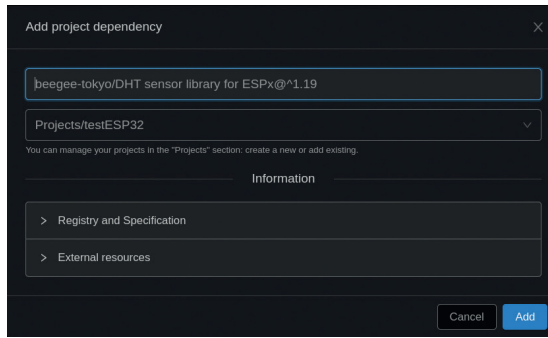 Add project dependency
beegee-tokyo/DHT sensor library for ESPx@^1.19
Projects/testESP32
You can manage your projects in the "Projects" section: create a new or add existing.
Information
Registry and Specification
External resources
Cancel
Add